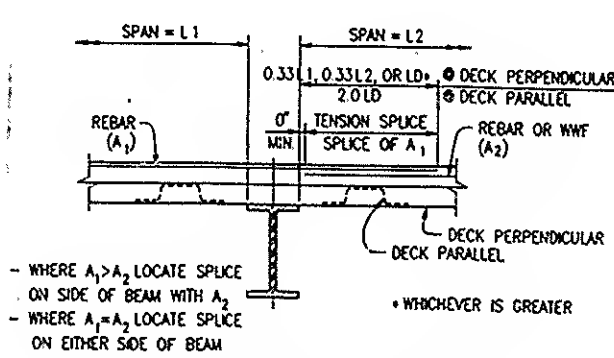 SPAN = L1
SPAN = L2
0.33L1, 0.33L2, OR LD* @ DECK PERPENDICULAR
2.0 LD @ DECK PARALLEL
REBAR
(A1)
0"
MIN.
TENSION SPLICE
SPLICE OF A1
REBAR OR WWF
(A2)
DECK PERPENDICULAR
DECK PARALLEL
- WHERE A1>A2 LOCATE SPLICE
ON SIDE OF BEAM WITH A2
- WHERE A1=A2 LOCATE SPLICE
ON EITHER SIDE OF BEAM
* WHICHEVER IS GREATER